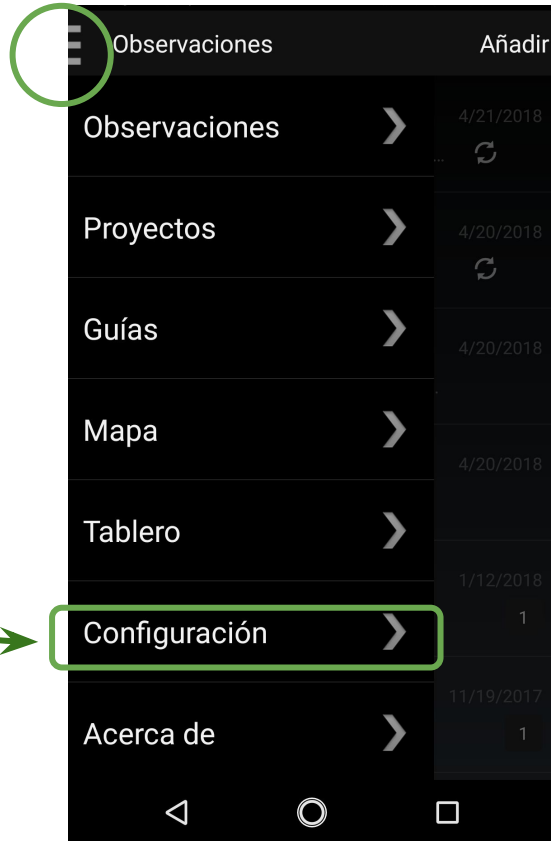 Observaciones Añadir
Observaciones
4/21/2018
...
Proyectos
4/20/2018
Guías
4/20/2018
Mapa
4/20/2018
Tablero
1/12/2018
Configuración
1
11/19/2017
Acerca de
1